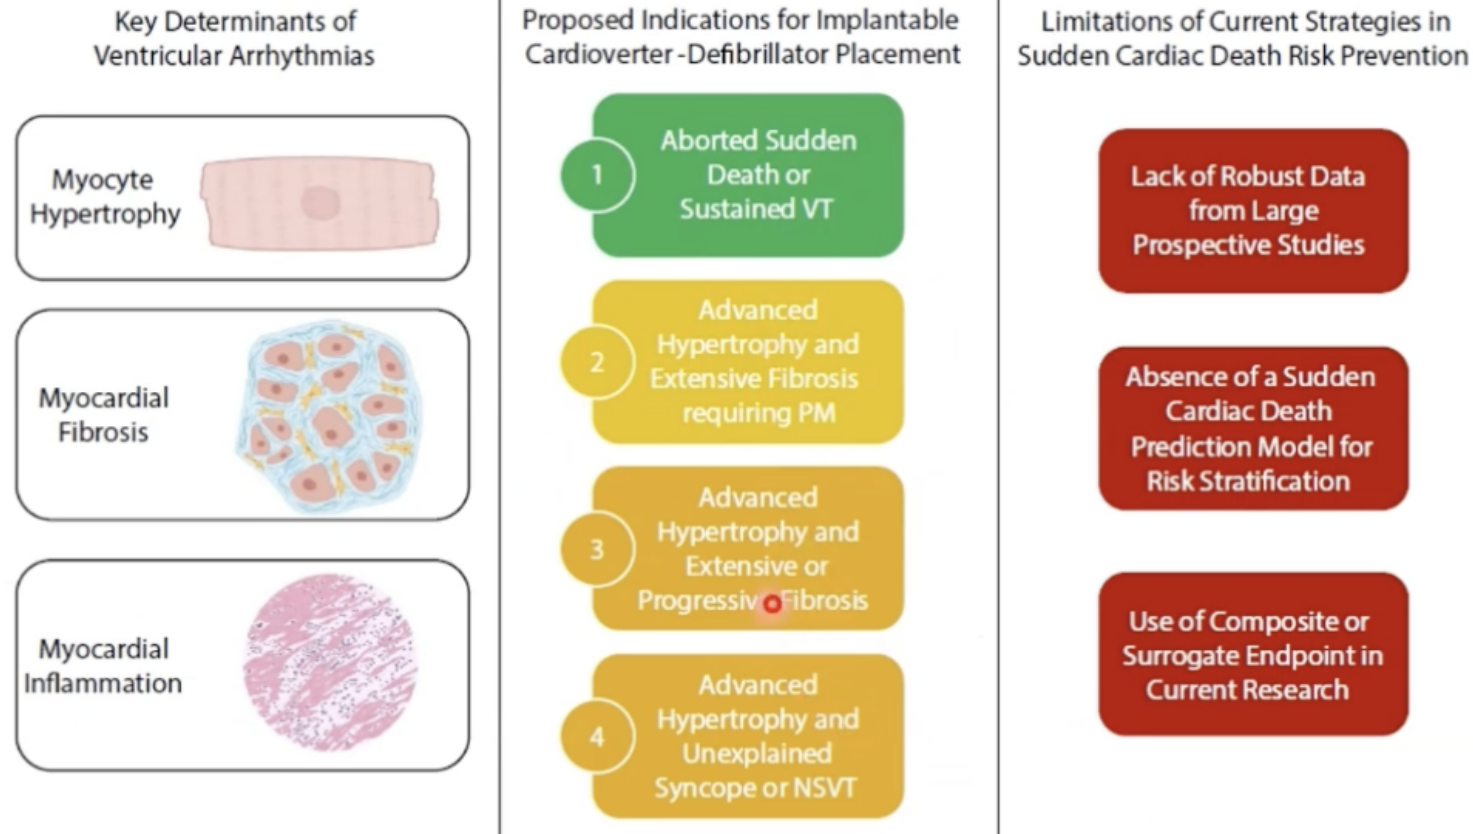 Key Determinants of
Ventricular Arrhythmias
Myocyte
Hypertrophy
Myocardial
Fibrosis
Myocardial
Inflammation
Proposed Indications for Implantable
Cardioverter-Defibrillator Placement
1
Aborted Sudden
Death or
Sustained VT
2
Advanced
Hypertrophy and
Extensive Fibrosis
requiring PM
3
Advanced
Hypertrophy and
Extensive or
Progressive Fibrosis
4
Advanced
Hypertrophy and
Unexplained
Syncope or NSVT
Limitations of Current Strategies in
Sudden Cardiac Death Risk Prevention
Lack of Robust Data
from Large
Prospective Studies
Absence of a Sudden
Cardiac Death
Prediction Model for
Risk Stratification
Use of Composite or
Surrogate Endpoint in
Current Research